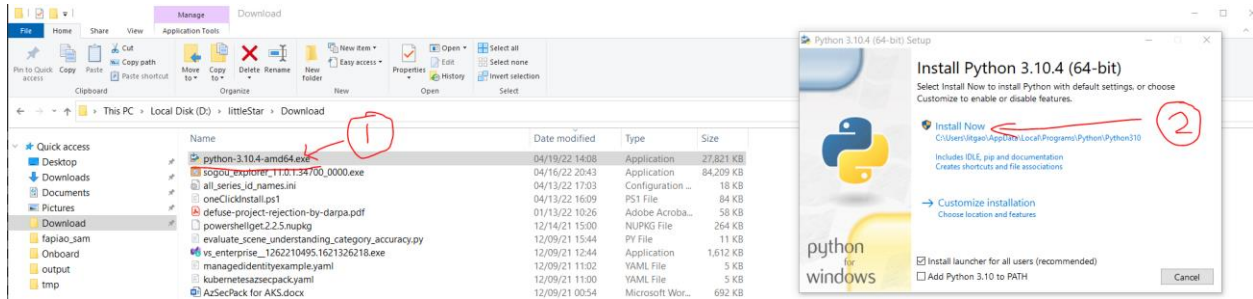 Manage
Download
File Home Share View Application Tools
Pin to Quick access
Copy
Paste
Cut
Copy path
Paste shortcut
Clipboard
Move to
Copy to
Delete
Rename
Organize
New folder
New item
Easy access
New
Properties
Open
Edit
History
Open
Select all
Select none
Invert selection
Select
This PC > Local Disk (D:) > littleStar > Download
Quick access
Desktop
Downloads
Documents
Pictures
Download
fapiao_sam
Onboard
output
tmp
Name Date modified Type Size
python-3.10.4-amd64.exe 04/19/22 14:08 Application 27,821 KB
sogou_explorer_11.0.1.34700_0000.exe 04/16/22 20:43 Application 84,209 KB
all_series_id_names.ini 04/13/22 17:03 Configuration ... 18 KB
oneClickInstall.ps1 04/13/22 16:09 PS1 File 84 KB
defuse-project-rejection-by-darpa.pdf 01/13/22 10:26 Adobe Acroba... 58 KB
powershellget.2.2.5.nupkg 12/14/21 15:00 NUPKG File 264 KB
evaluate_scene_understanding_category_accuracy.py 12/09/21 15:44 PY File 11 KB
vs_enterprise__1262210495.1621326218.exe 12/09/21 12:44 Application 1,612 KB
managedidentityexample.yaml 12/09/21 11:02 YAML File 5 KB
kubernetesazsecpack.yaml 12/09/21 11:00 YAML File 5 KB
AzSecPack for AKS.docx 12/09/21 00:54 Microsoft Wor... 692 KB
1
Python 3.10.4 (64-bit) Setup
Install Python 3.10.4 (64-bit)
Select Install Now to install Python with default settings, or choose
Customize to enable or disable features.
Install Now
C:\Users\litgao\AppData\Local\Programs\Python\Python310
Includes IDLE, pip and documentation
Creates shortcuts and file associations
2
Customize installation
Choose location and features
Install launcher for all users (recommended)
Add Python 3.10 to PATH
Cancel
python
for
windows